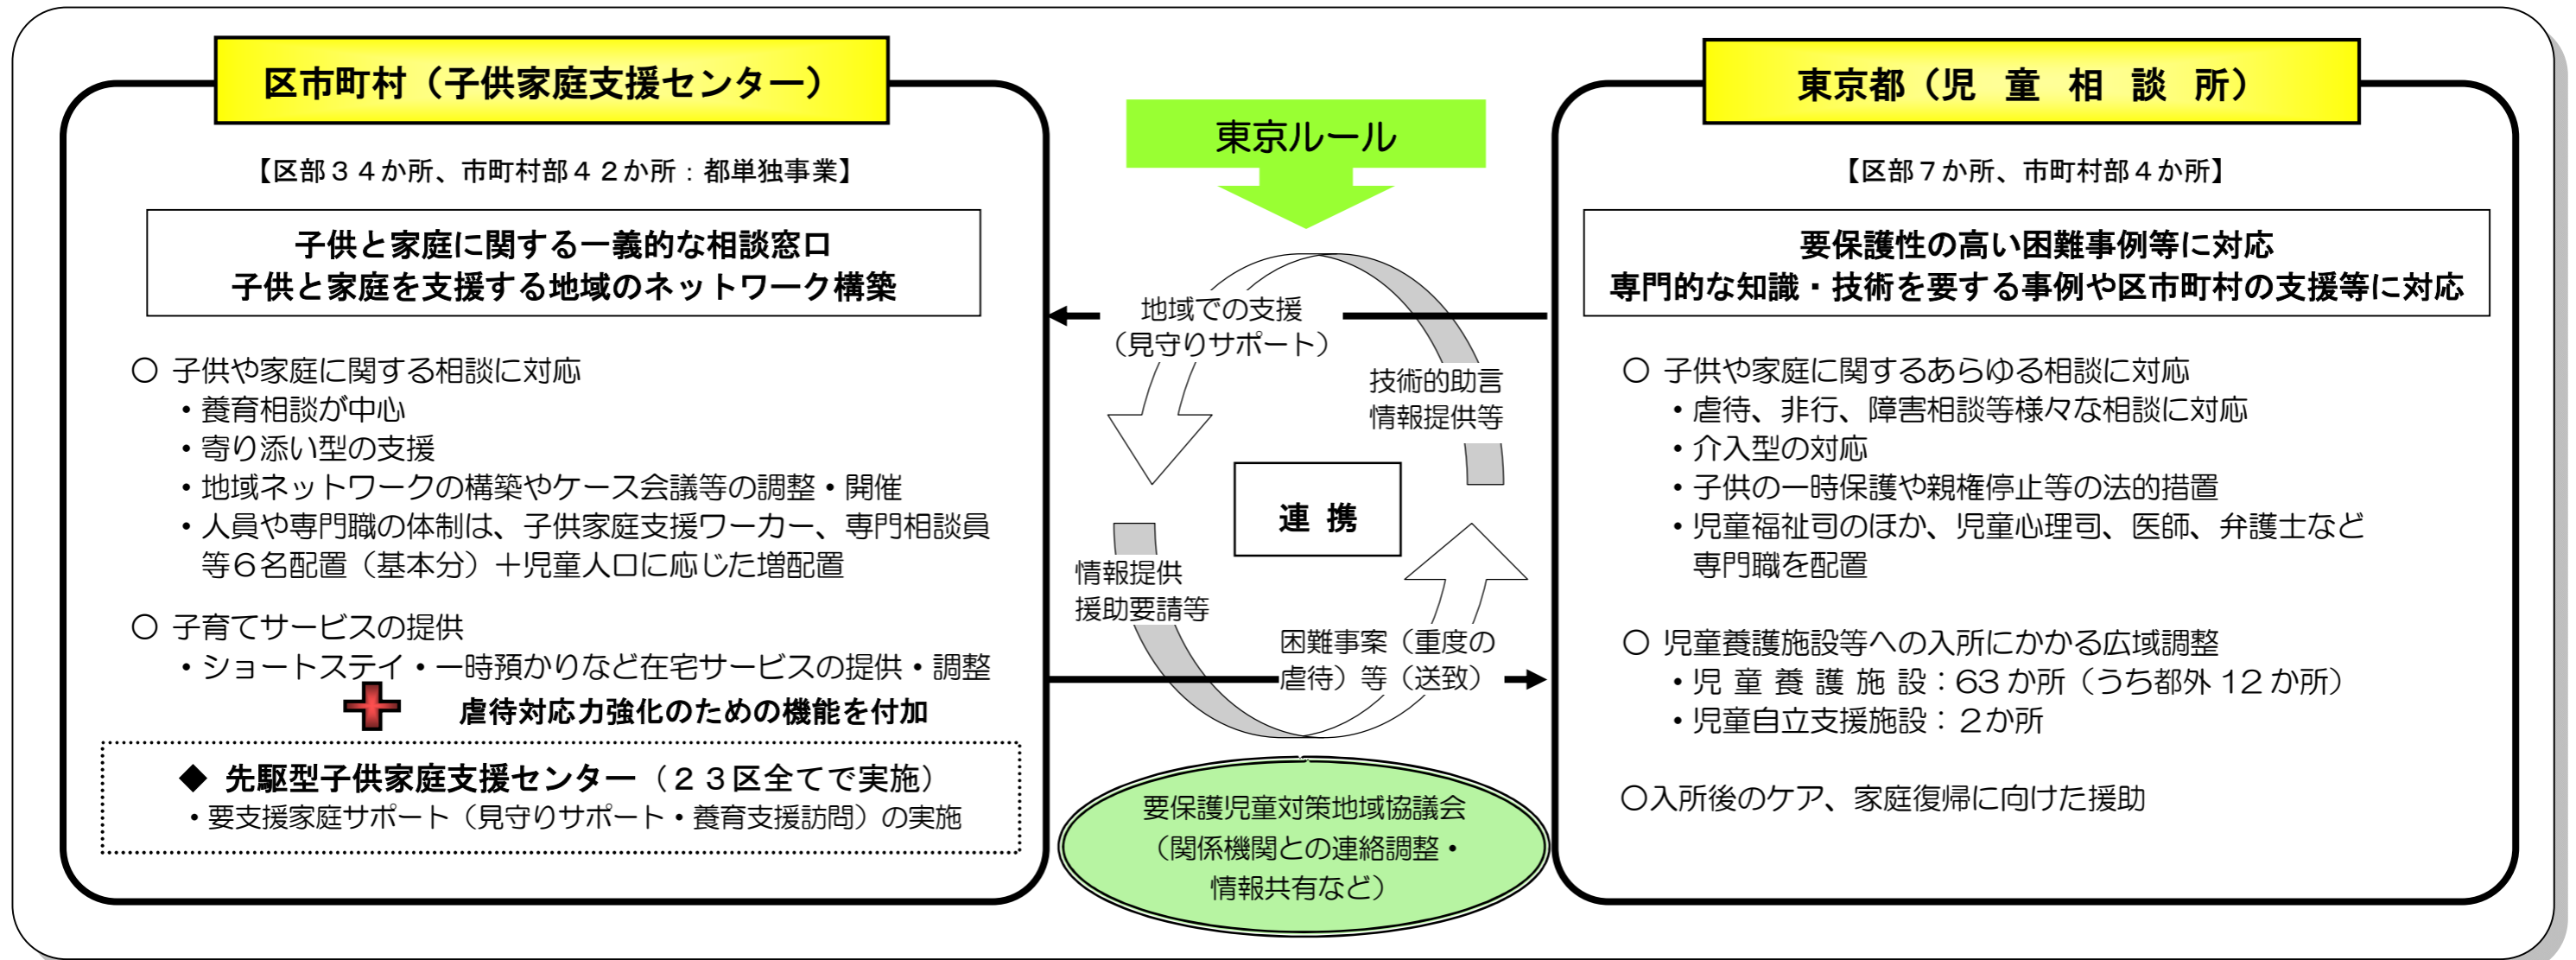 区市町村（子供家庭支援センター）
【区部３４か所、市町村部４２か所：都単独事業】
子供と家庭に関する一義的な相談窓口
子供と家庭を支援する地域のネットワーク構築
○ 子供や家庭に関する相談に対応
・養育相談が中心
・寄り添い型の支援
・地域ネットワークの構築やケース会議等の調整・開催
・人員や専門職の体制は、子供家庭支援ワーカー、専門相談員
等６名配置（基本分）＋児童人口に応じた増配置
○ 子育てサービスの提供
・ショートステイ・一時預かりなど在宅サービスの提供・調整
虐待対応力強化のための機能を付加
◆ 先駆型子供家庭支援センター（２３区全てで実施）
・要支援家庭サポート（見守りサポート・養育支援訪問）の実施
東京ルール
地域での支援
（見守りサポート）
技術的助言
情報提供等
連 携
情報提供
援助要請等
困難事案（重度の
虐待）等（送致）
要保護児童対策地域協議会
（関係機関との連絡調整・
情報共有など）
東京都（児 童 相 談 所）
【区部７か所、市町村部４か所】
要保護性の高い困難事例等に対応
専門的な知識・技術を要する事例や区市町村の支援等に対応
○ 子供や家庭に関するあらゆる相談に対応
・虐待、非行、障害相談等様々な相談に対応
・介入型の対応
・子供の一時保護や親権停止等の法的措置
・児童福祉司のほか、児童心理司、医師、弁護士など
専門職を配置
○ 児童養護施設等への入所にかかる広域調整
・児 童 養 護 施 設：63 か所（うち都外 12 か所）
・児童自立支援施設：２か所
○入所後のケア、家庭復帰に向けた援助